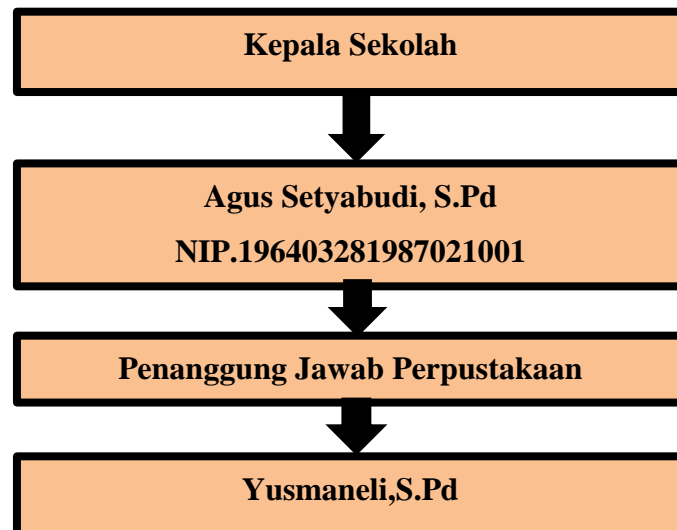 Kepala Sekolah
Agus Setyabudi, S.Pd
NIP.196403281987021001
Penanggung Jawab Perpustakaan
Yusmaneli,S.Pd